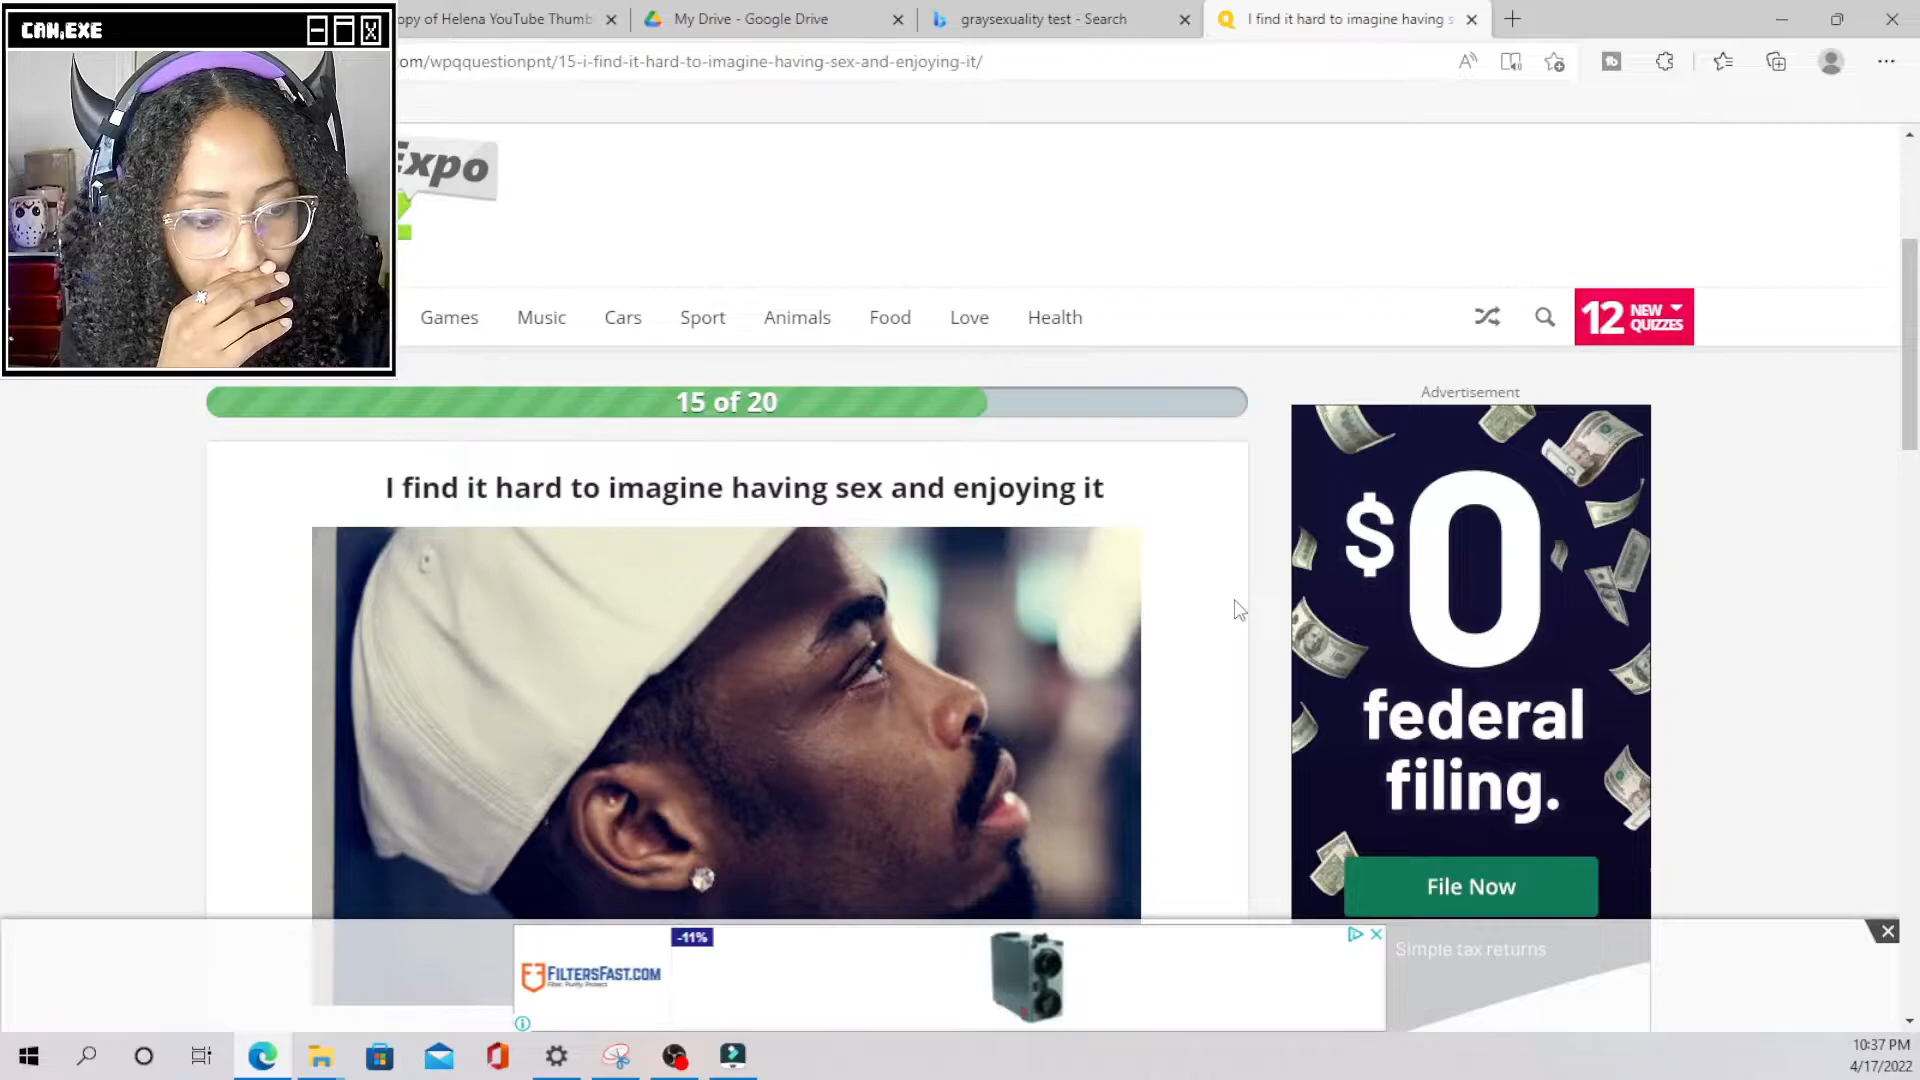 CAM.EXE
opy of Helena YouTube Thumb
My Drive - Google Drive
graysexuality test - Search
I find it hard to imagine having s
om/wpqquestionpnt/15-i-find-it-hard-to-imagine-having-sex-and-enjoying-it/
Expo
Games Music Cars Sport Animals Food Love Health
12 NEW QUIZZES
15 of 20
Advertisement
I find it hard to imagine having sex and enjoying it
$0
federal
filing.
File Now
Simple tax returns
-11%
FILTERSFAST.COM
Filter. Purify. Protect.
10:37 PM
4/17/2022